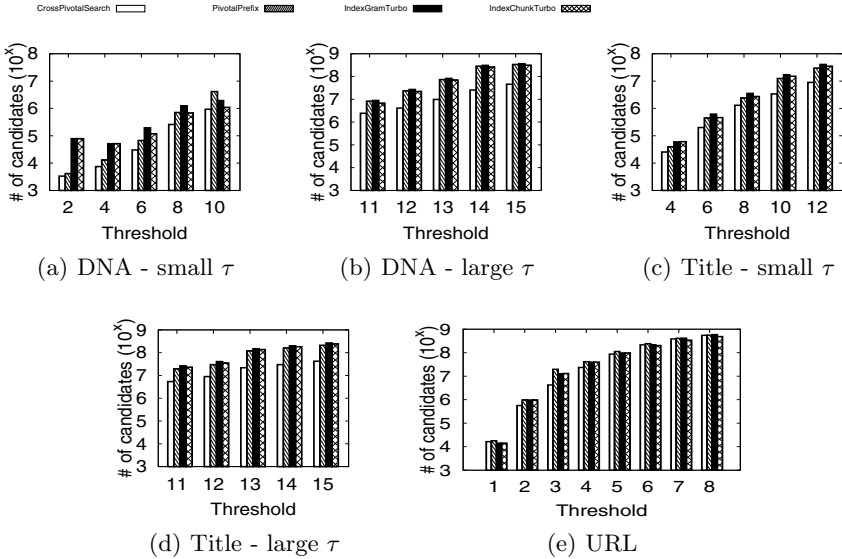 CrossPivotalSearch PivotalPrefix IndexGramTurbo IndexChunkTurbo
# of candidates (10^x)
8
7
6
5
4
3
2 4 6 8 10
Threshold
(a) DNA - small τ
# of candidates (10^x)
9
8
7
6
5
4
3
11 12 13 14 15
Threshold
(b) DNA - large τ
# of candidates (10^x)
8
7
6
5
4
3
4 6 8 10 12
Threshold
(c) Title - small τ
# of candidates (10^x)
9
8
7
6
5
4
3
11 12 13 14 15
Threshold
(d) Title - large τ
# of candidates (10^x)
9
8
7
6
5
4
3
1 2 3 4 5 6 7 8
Threshold
(e) URL